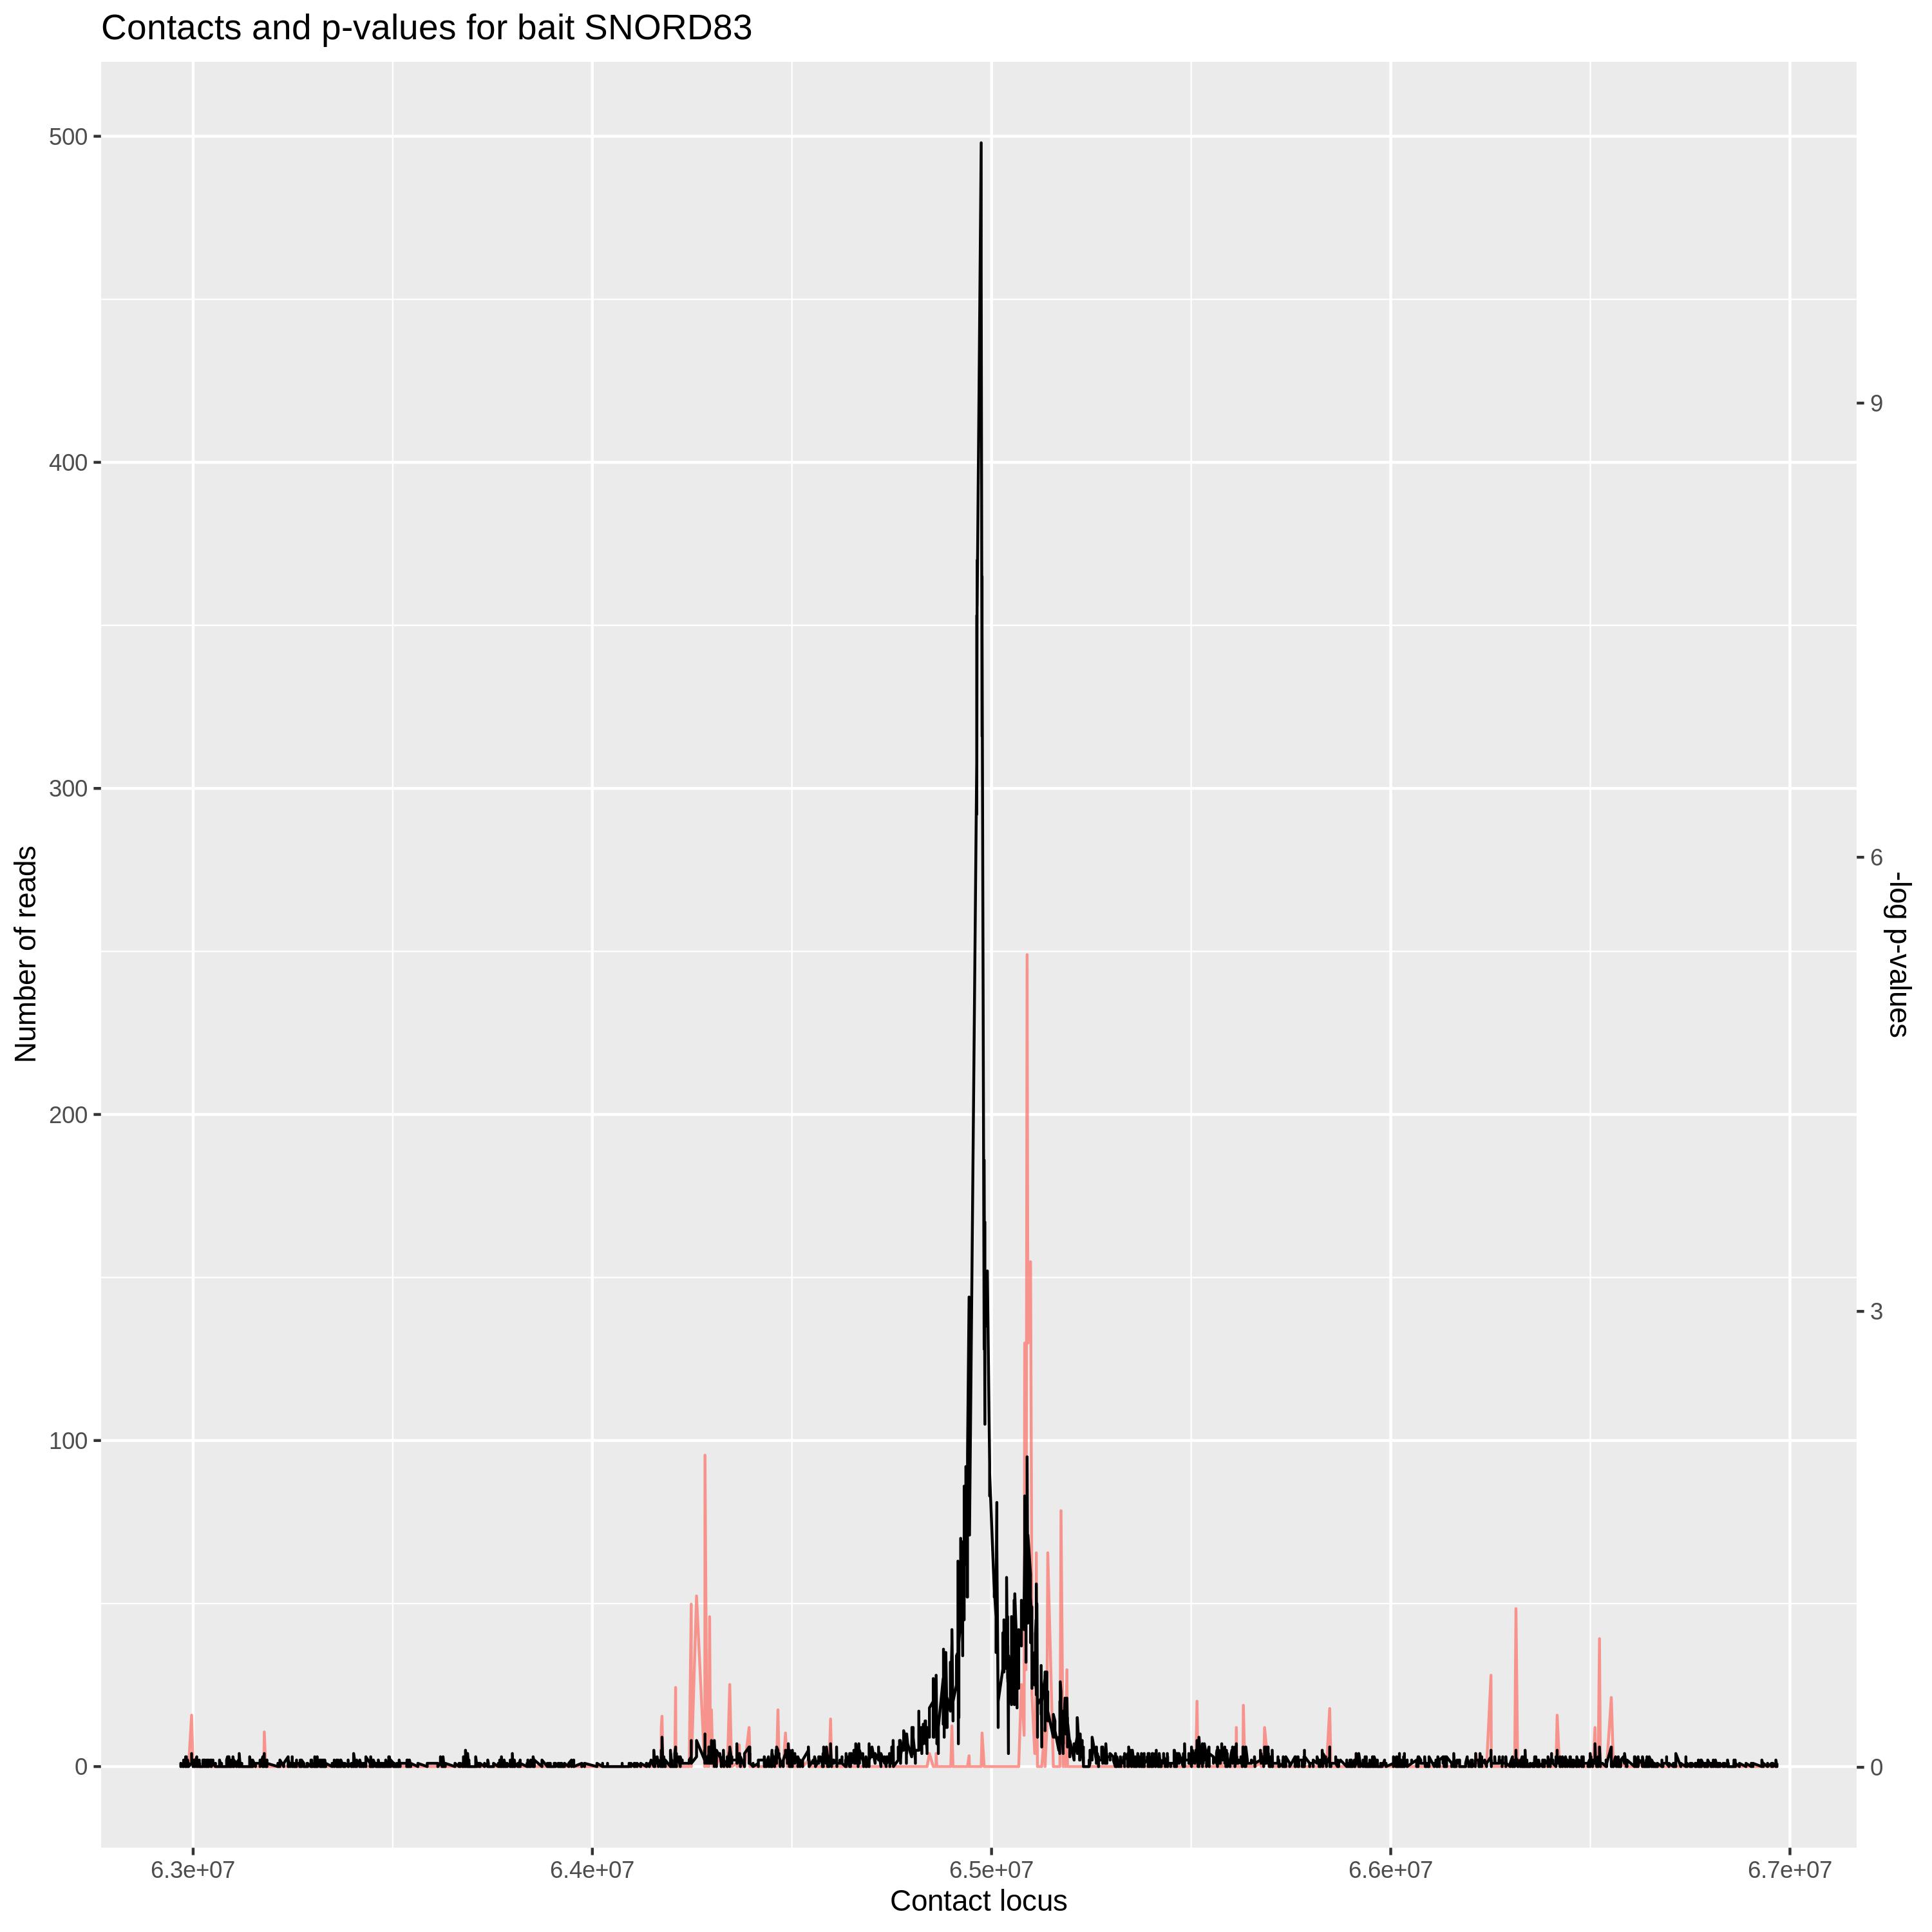 Contacts and p-values for bait SNORD83
500
400
300
200
100
0
Number of reads
9
6
3
0
-log p-values
6.3e+07 6.4e+07 6.5e+07 6.6e+07 6.7e+07
Contact locus